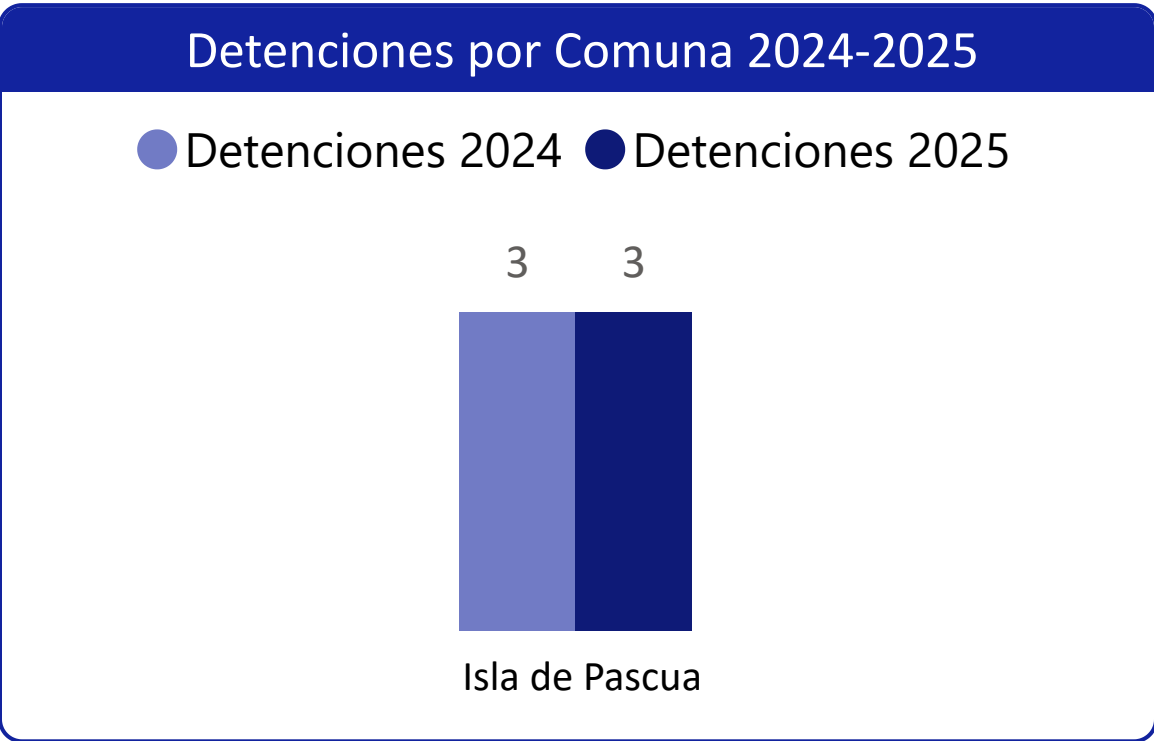 Detenciones por Comuna 2024-2025
Detenciones 2024 Detenciones 2025
3 3
Isla de Pascua